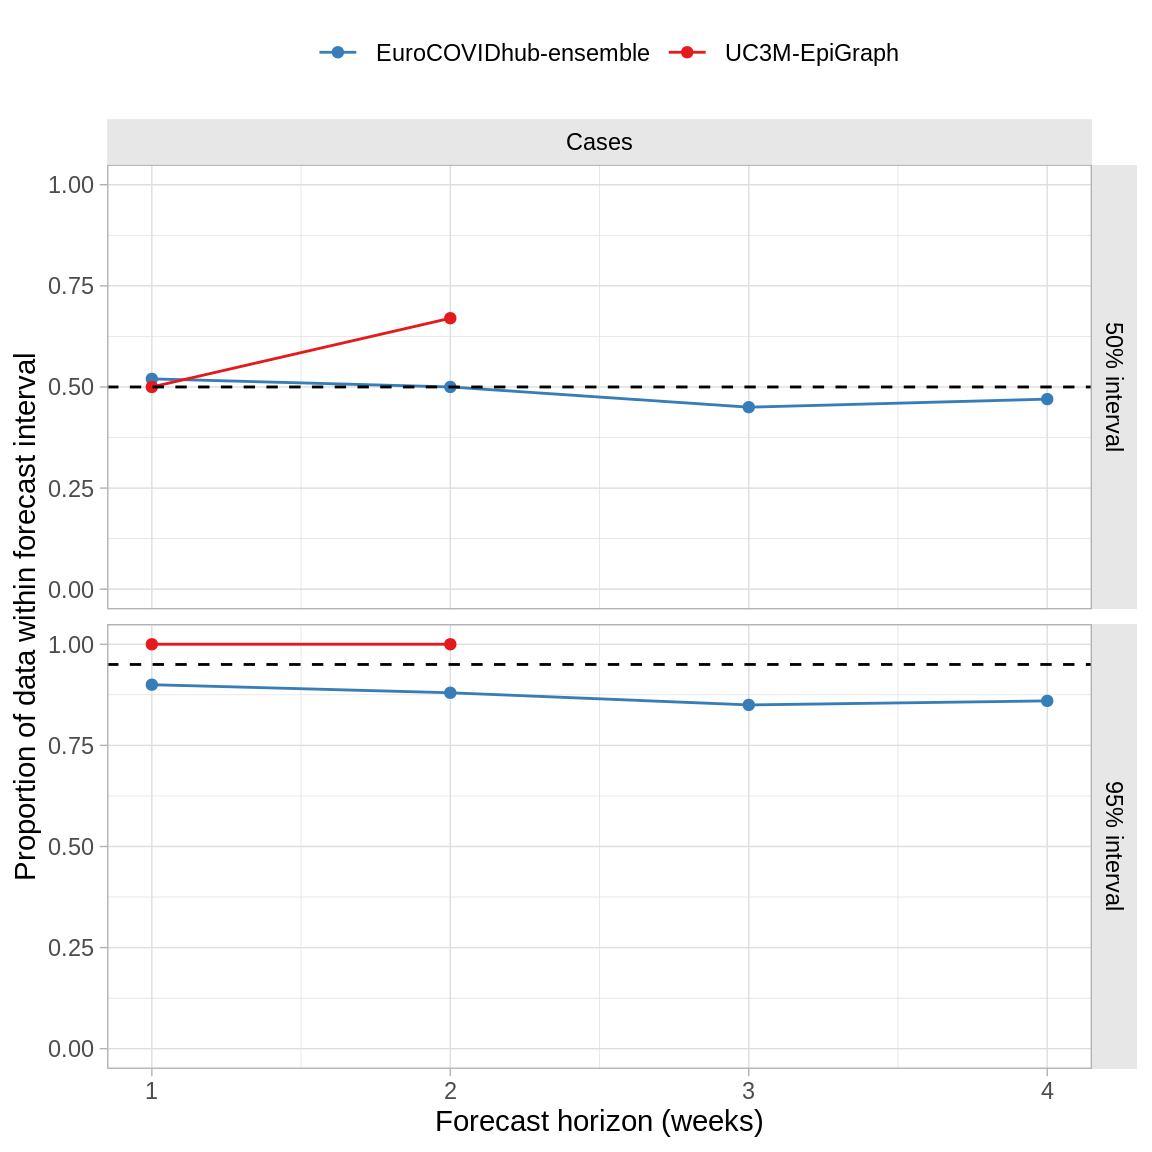 EuroCOVIDhub-ensemble UC3M-EpiGraph
Cases
1.00
0.75
0.50
0.25
0.00
50% interval
1.00
0.75
0.50
0.25
0.00
95% interval
Proportion of data within forecast interval
1 2 3 4
Forecast horizon (weeks)